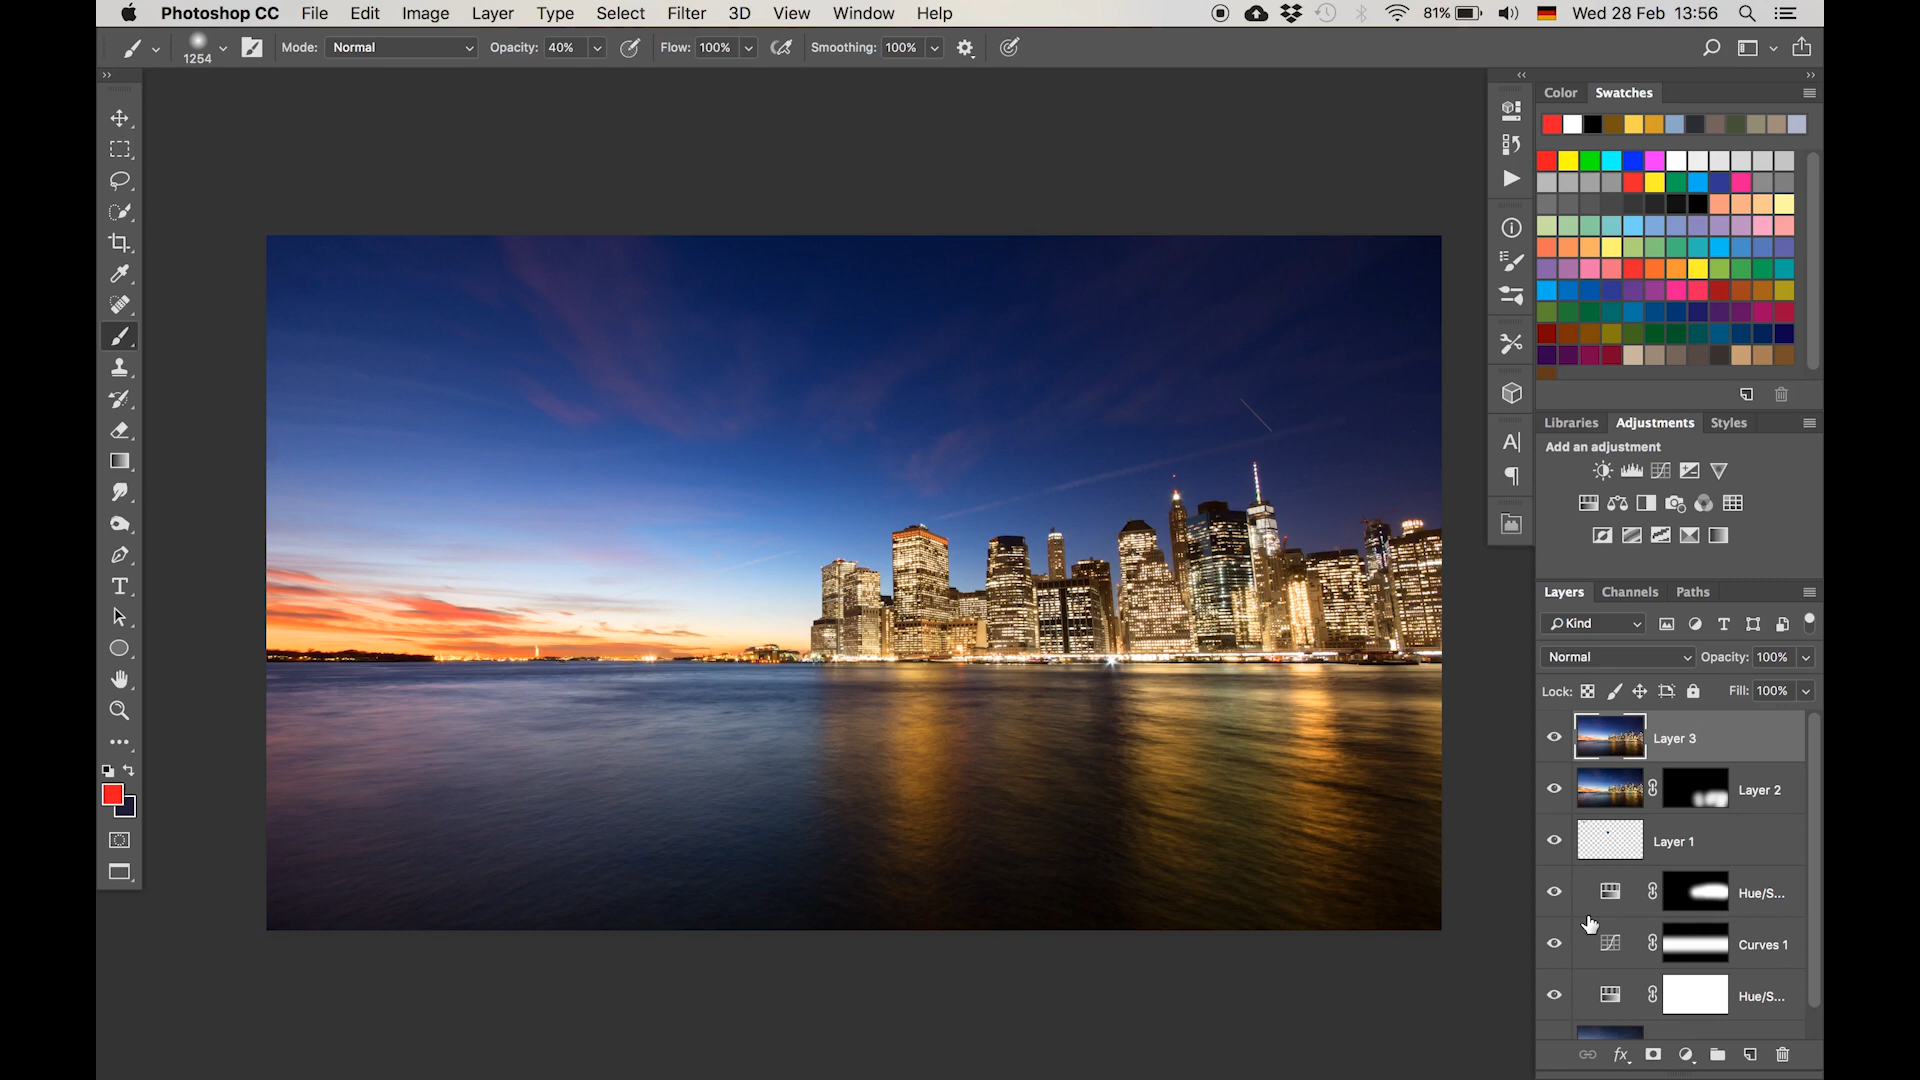 Photoshop CC File Edit Image Layer Type Select Filter 3D View Window Help 81% Wed 28 Feb 13:56
1254 Mode: Normal Opacity: 40% Flow: 100% Smoothing: 100%
Color Swatches
Libraries Adjustments Styles
Add an adjustment
Layers Channels Paths
Kind
Normal Opacity: 100%
Lock: Fill: 100%
Layer 3
Layer 2
Layer 1
Hue/S...
Curves 1
Hue/S...
fx